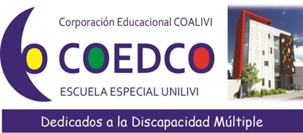 Corporación Educacional COALIVI
COEDCO
ESCUELA ESPECIAL UNILIVI
Dedicados a la Discapacidad Múltiple